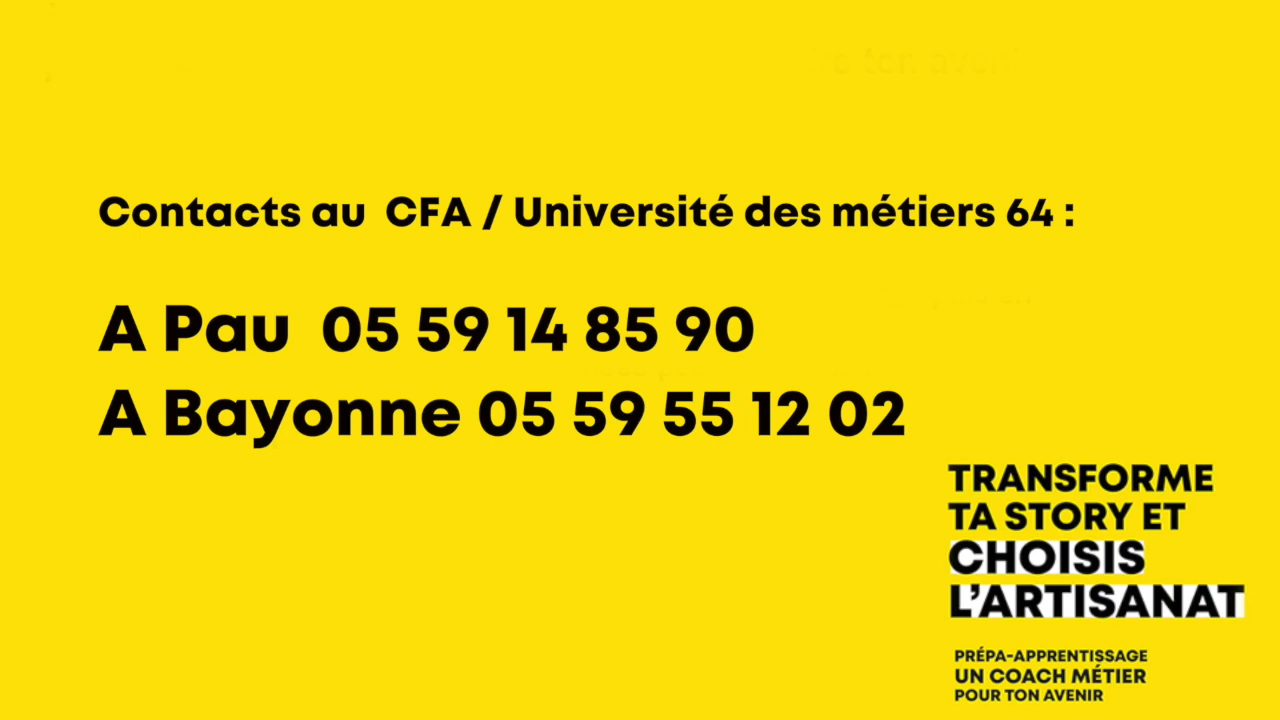 Contacts au CFA / Université des métiers 64 :
A Pau 05 59 14 85 90
A Bayonne 05 59 55 12 02
TRANSFORME
TA STORY ET
CHOISIS
L'ARTISANAT
PRÉPA-APPRENTISSAGE
UN COACH MÉTIER
POUR TON AVENIR